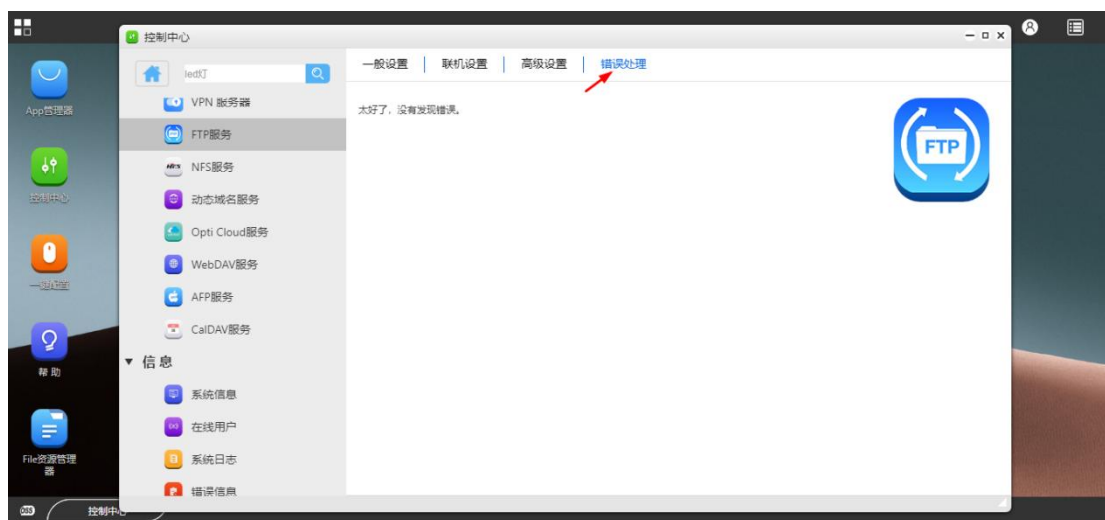 控制中心
led灯
一般设置
联机设置
高级设置
错误处理
App管理器
VPN 服务器
太好了，没有发现错误。
FTP服务
FTP
NFS服务
控制中心
动态域名服务
Opti Cloud服务
WebDAV服务
一键配置
AFP服务
CalDAV服务
信息
帮助
系统信息
在线用户
File资源管理
器
系统日志
错误信息
控制中心